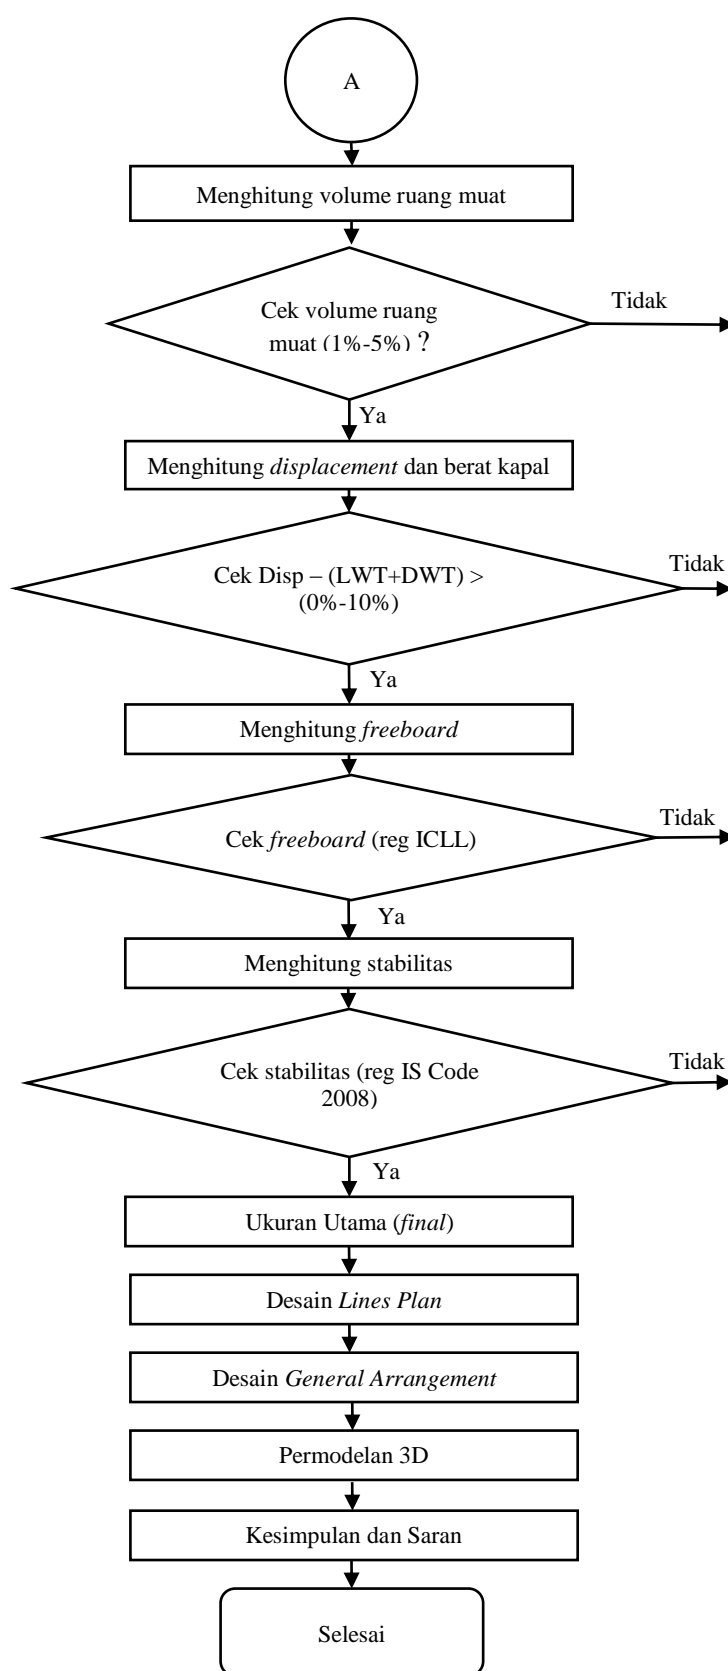 A
Menghitung volume ruang muat
Cek volume ruang
muat (1%-5%) ?
Tidak
Ya
Menghitung displacement dan berat kapal
Cek Disp – (LWT+DWT) >
(0%-10%)
Tidak
Ya
Menghitung freeboard
Cek freeboard (reg ICLL)
Tidak
Ya
Menghitung stabilitas
Cek stabilitas (reg IS Code
2008)
Tidak
Ya
Ukuran Utama (final)
Desain Lines Plan
Desain General Arrangement
Permodelan 3D
Kesimpulan dan Saran
Selesai